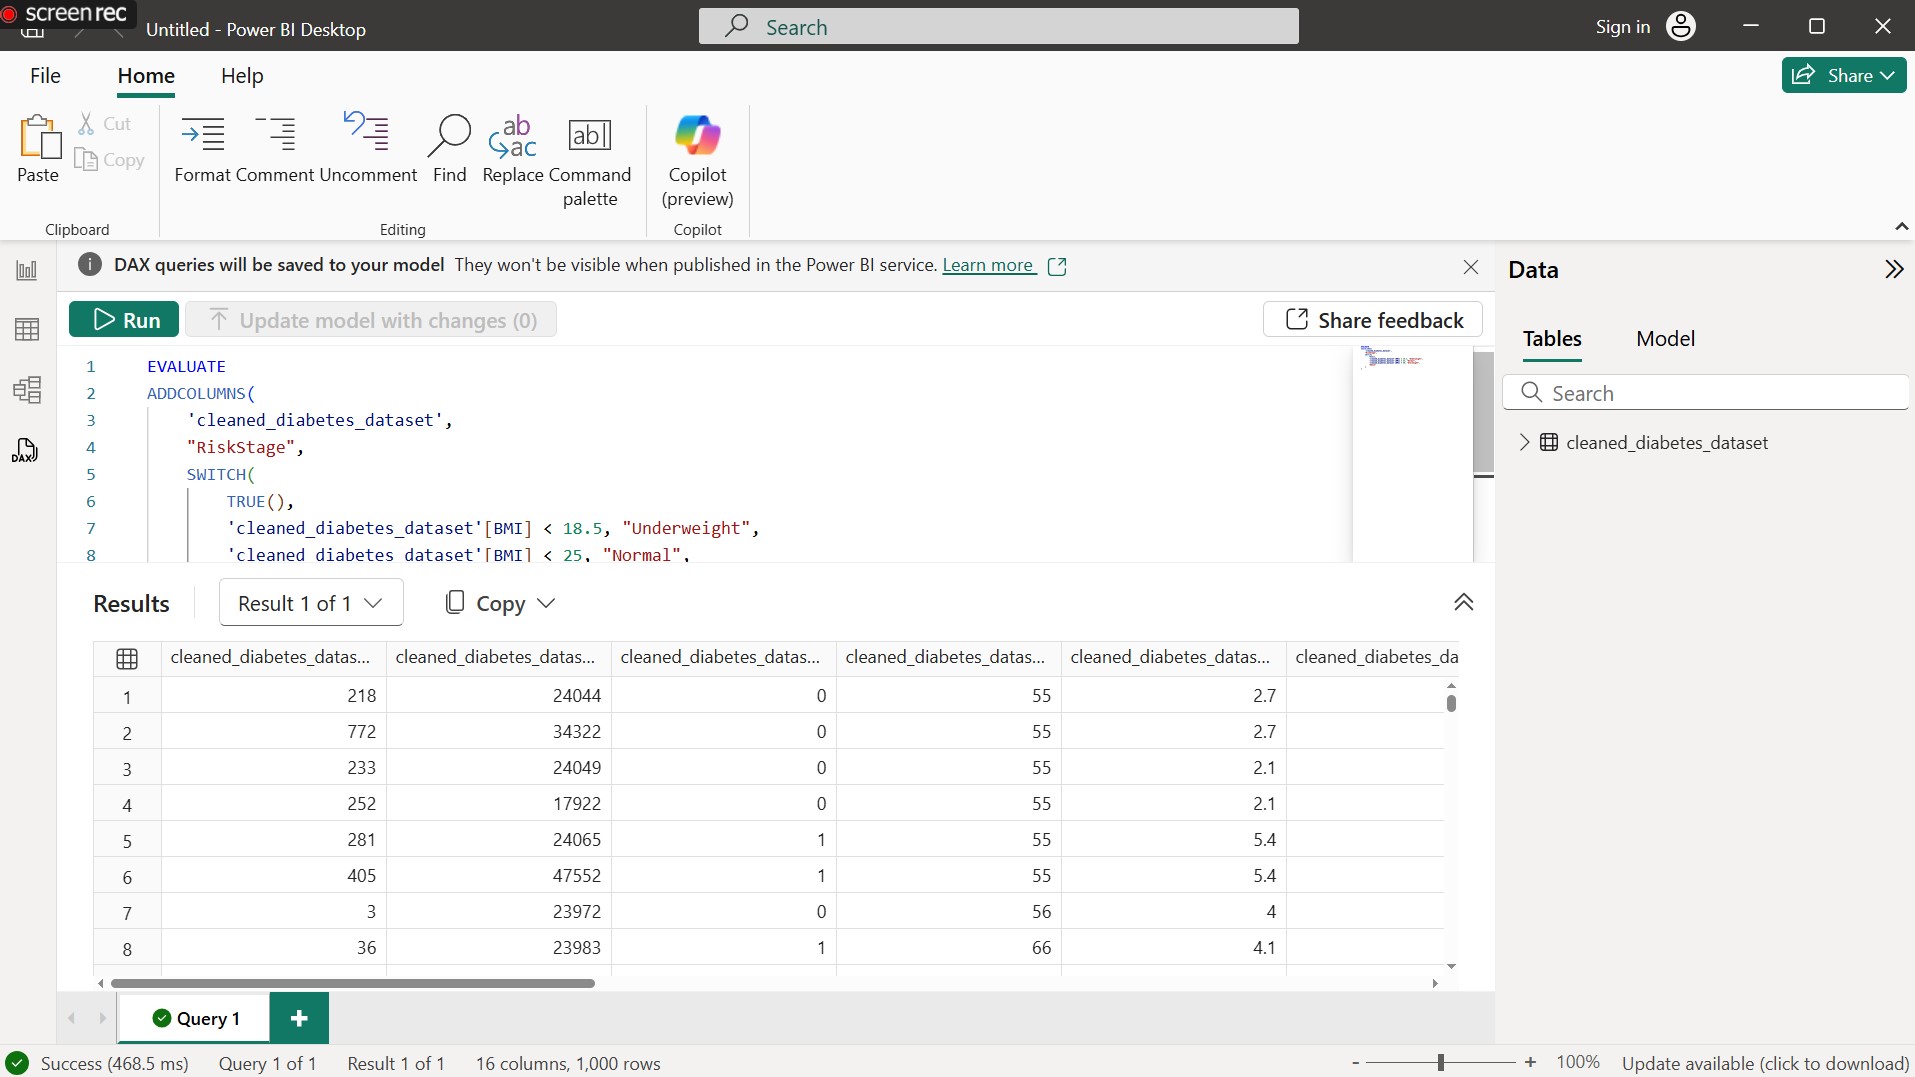 screenrec
Untitled - Power BI Desktop
Search
Sign in
File
Home
Help
Share
Paste
Cut
Copy
Format
Comment
Uncomment
Find
Replace
Command palette
Copilot (preview)
Clipboard
Editing
Copilot
DAX queries will be saved to your model They won't be visible when published in the Power BI service. Learn more
Run
Update model with changes (0)
Share feedback
1 EVALUATE
2 ADDCOLUMNS(
3 'cleaned_diabetes_dataset',
4 "RiskStage",
5 SWITCH(
6 TRUE(),
7 'cleaned_diabetes_dataset'[BMI] < 18.5, "Underweight",
8 'cleaned_diabetes_dataset'[BMI] < 25, "Normal",
Data
Tables
Model
Search
cleaned_diabetes_dataset
DAX
Results
Result 1 of 1
Copy
cleaned_diabetes_datas... cleaned_diabetes_datas... cleaned_diabetes_datas... cleaned_diabetes_datas... cleaned_diabetes_datas... cleaned_diabetes_da
1 218 24044 0 55 2.7
2 772 34322 0 55 2.7
3 233 24049 0 55 2.1
4 252 17922 0 55 2.1
5 281 24065 1 55 5.4
6 405 47552 1 55 5.4
7 3 23972 0 56 4
8 36 23983 1 66 4.1
Query 1
Success (468.5 ms)
Query 1 of 1
Result 1 of 1
16 columns, 1,000 rows
- + 100%
Update available (click to download)